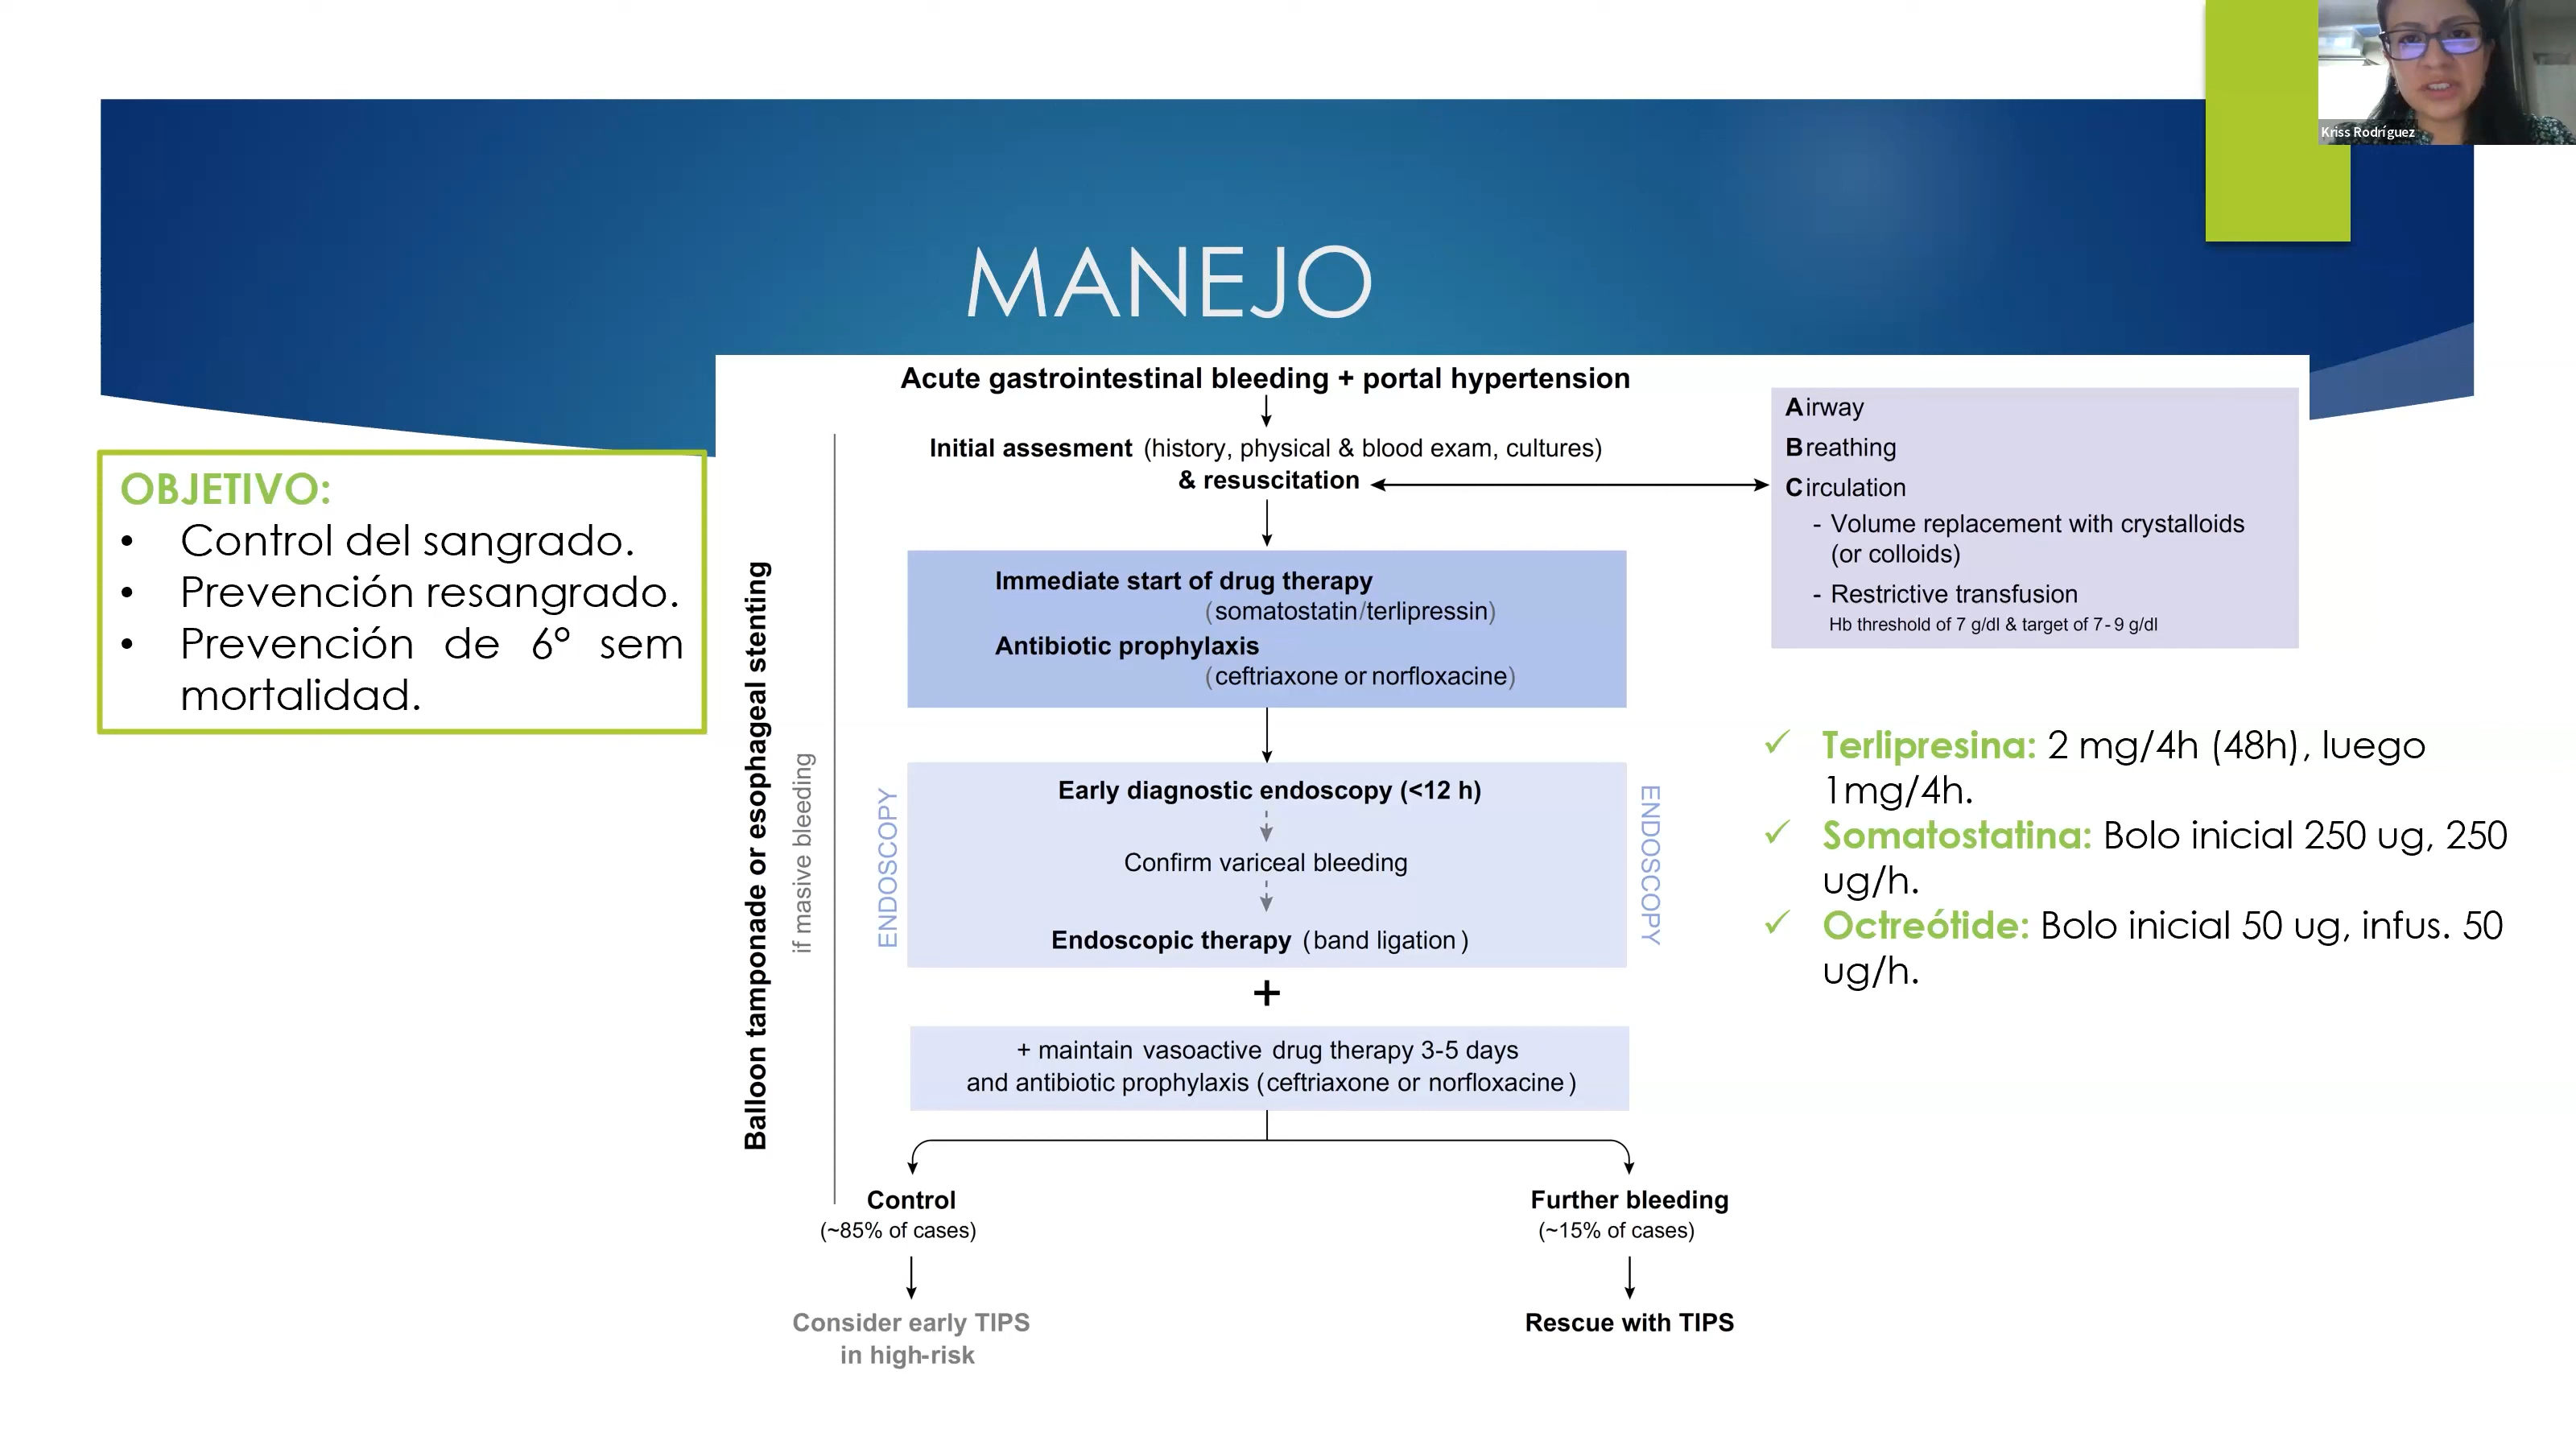 Kriss Rodríguez
MANEJO
OBJETIVO:
• Control del sangrado.
• Prevención resangrado.
• Prevención de 6° sem
mortalidad.
Acute gastrointestinal bleeding + portal hypertension
Initial assesment (history, physical & blood exam, cultures)
& resuscitation
Airway
Breathing
Circulation
- Volume replacement with crystalloids
(or colloids)
- Restrictive transfusion
Hb threshold of 7 g/dl & target of 7-9 g/dl
Balloon tamponade or esophageal stenting
if masive bleeding
Immediate start of drug therapy
(somatostatin/terlipressin)
Antibiotic prophylaxis
(ceftriaxone or norfloxacine)
ENDOSCOPY
Early diagnostic endoscopy (<12 h)
Confirm variceal bleeding
Endoscopic therapy (band ligation)
ENDOSCOPY
+
+ maintain vasoactive drug therapy 3-5 days
and antibiotic prophylaxis (ceftriaxone or norfloxacine)
Control
(~85% of cases)
Consider early TIPS
in high-risk
Further bleeding
(~15% of cases)
Rescue with TIPS
✓ Terlipresina: 2 mg/4h (48h), luego
1mg/4h.
✓ Somatostatina: Bolo inicial 250 ug, 250
ug/h.
✓ Octreótide: Bolo inicial 50 ug, infus. 50
ug/h.